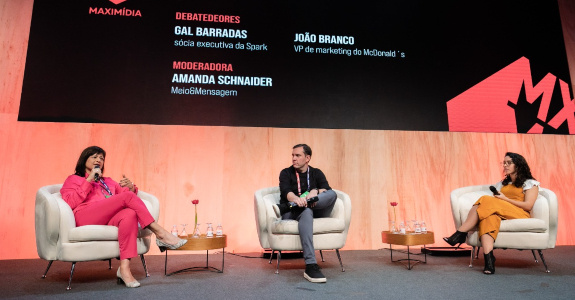 MAXIMÍDIA
DEBATEDORES
GAL BARRADAS
sócia executiva da Spark
JOÃO BRANCO
VP de marketing do McDonald´s
MODERADORA
AMANDA SCHNAIDER
Meio&Mensagem
MX